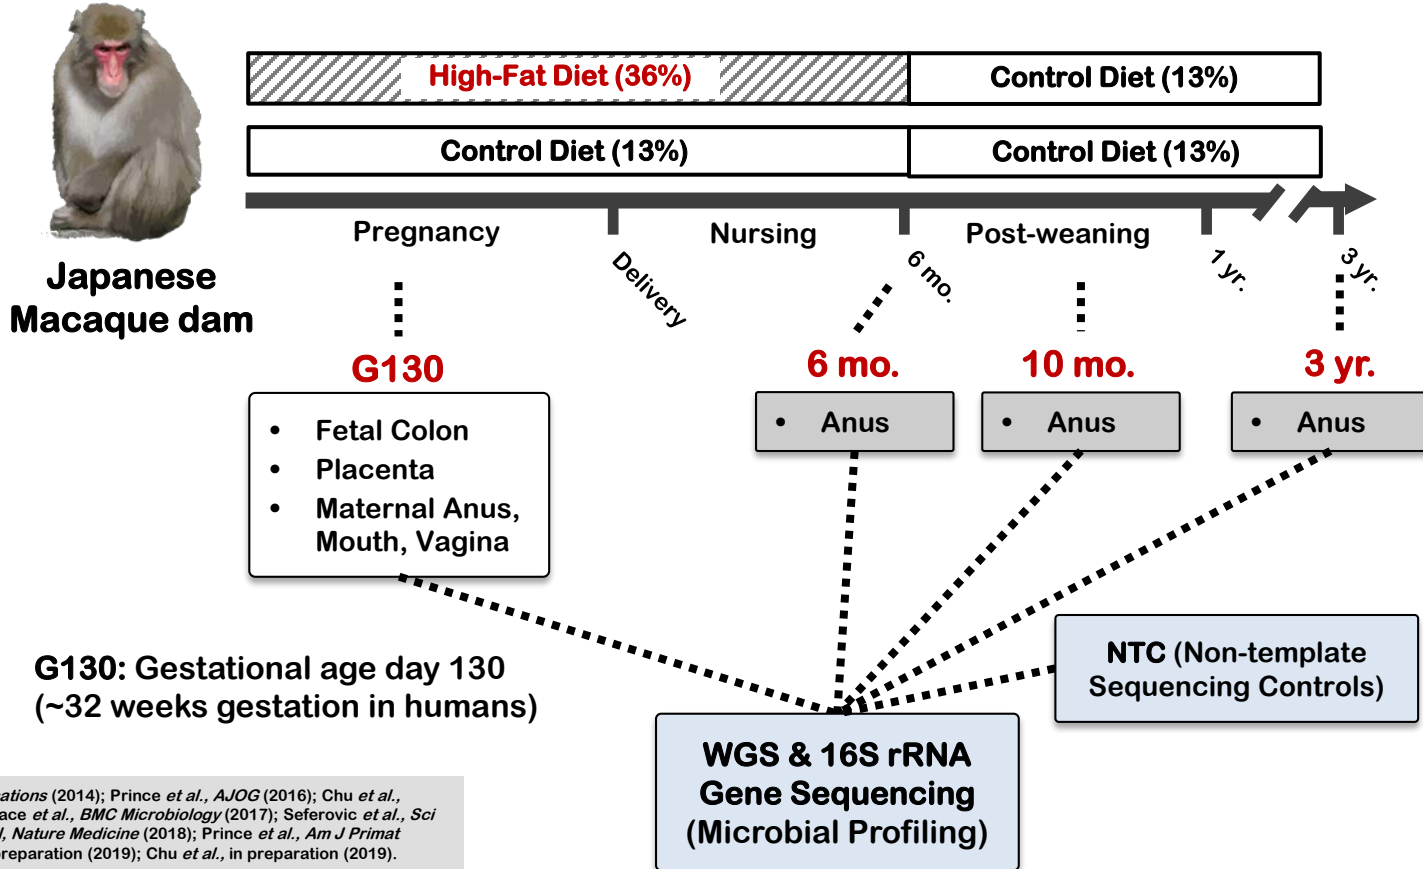 High-Fat Diet (36%)
Control Diet (13%)
Control Diet (13%)
Control Diet (13%)
Pregnancy
Nursing
Post-weaning
Delivery
6 mo.
1 yr.
3 yr.
Japanese
Macaque dam
G130
6 mo.
10 mo.
3 yr.
• Fetal Colon
• Placenta
• Maternal Anus,
Mouth, Vagina
• Anus
• Anus
• Anus
G130: Gestational age day 130
(~32 weeks gestation in humans)
NTC (Non-template
Sequencing Controls)
WGS & 16S rRNA
Gene Sequencing
(Microbial Profiling)
ations (2014); Prince et al., AJOG (2016); Chu et al.,
ace et al., BMC Microbiology (2017); Seferovic et al., Sci
l, Nature Medicine (2018); Prince et al., Am J Primat
preparation (2019); Chu et al., in preparation (2019).